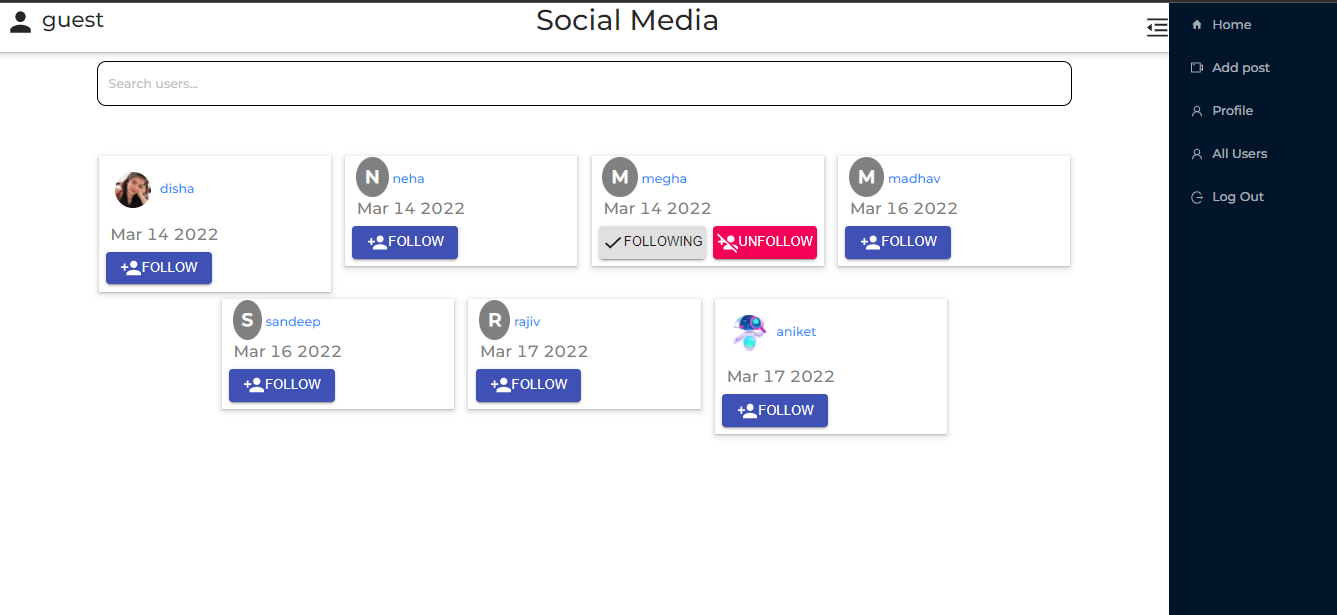 guest
Social Media
Home
Add post
Profile
All Users
Log Out
Search users...
disha
Mar 14 2022
FOLLOW
N neha
Mar 14 2022
FOLLOW
M megha
Mar 14 2022
FOLLOWING UNFOLLOW
M madhav
Mar 16 2022
FOLLOW
S sandeep
Mar 16 2022
FOLLOW
R rajiv
Mar 17 2022
FOLLOW
aniket
Mar 17 2022
FOLLOW